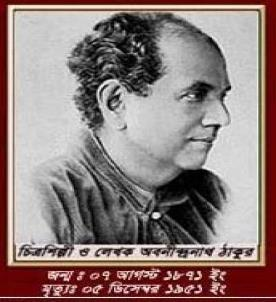 চিত্রশিল্পী ও লেখক অবনীন্দ্রনাথ ঠাকুর
জন্ম ঃ ০৭ আগস্ট ১৮৭১ ইং
মৃত্যুঃ ০৫ ডিসেম্বর ১৯৫১ ইং